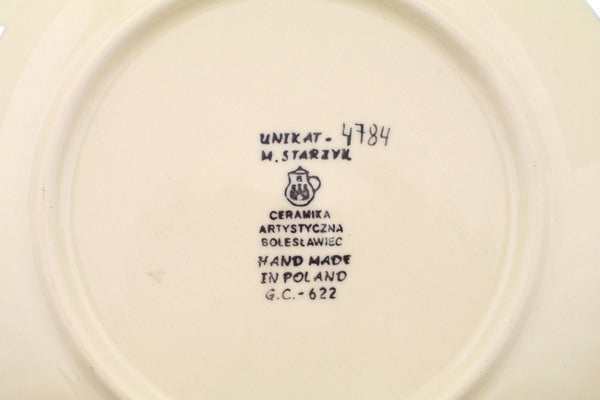 UNIKAT - 4784
M. STARZYK
B
CERAMIKA
ARTYSTYCZNA
BOLESŁAWIEC
HAND MADE
IN POLAND
G.C.-622